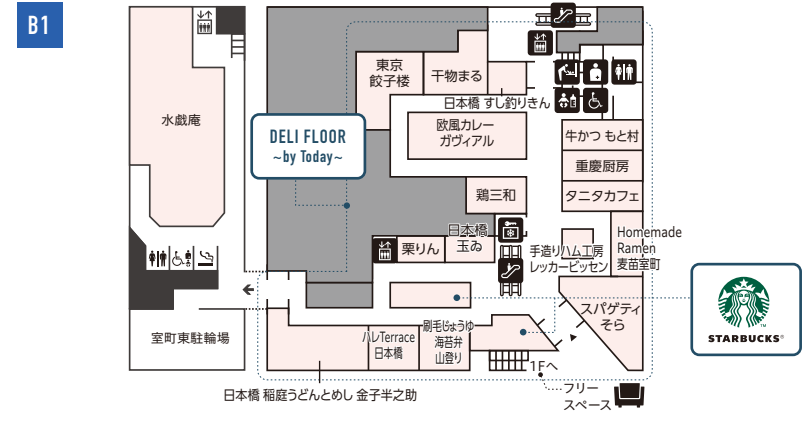 B1
東京
餃子楼
干物まる
日本橋 すし釣りきん
水戯庵
DELI FLOOR
~by Today~
欧風カレー
ガヴィアル
牛かつ もと村
重慶厨房
タニタカフェ
鶏三和
日本橋
玉ゐ
栗りん
手造りハム工房
レッカービッセン
Homemade
Ramen
麦苗室町
スパゲティ
そら
STARBUCKS®
室町東駐輪場
ハレTerrace
日本橋
刷毛じょうゆ
海苔弁
山登り
1Fへ
日本橋 稲庭うどんとめし 金子半之助
フリー
スペース